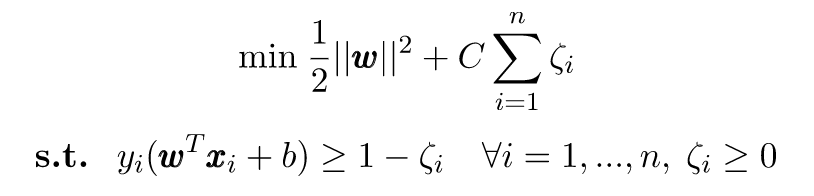 min 1/2 ||w||² + C ∑_{i=1}^{n} ζ_i
s.t. y_i(w^T x_i + b) ≥ 1 − ζ_i ∀i = 1, ..., n, ζ_i ≥ 0